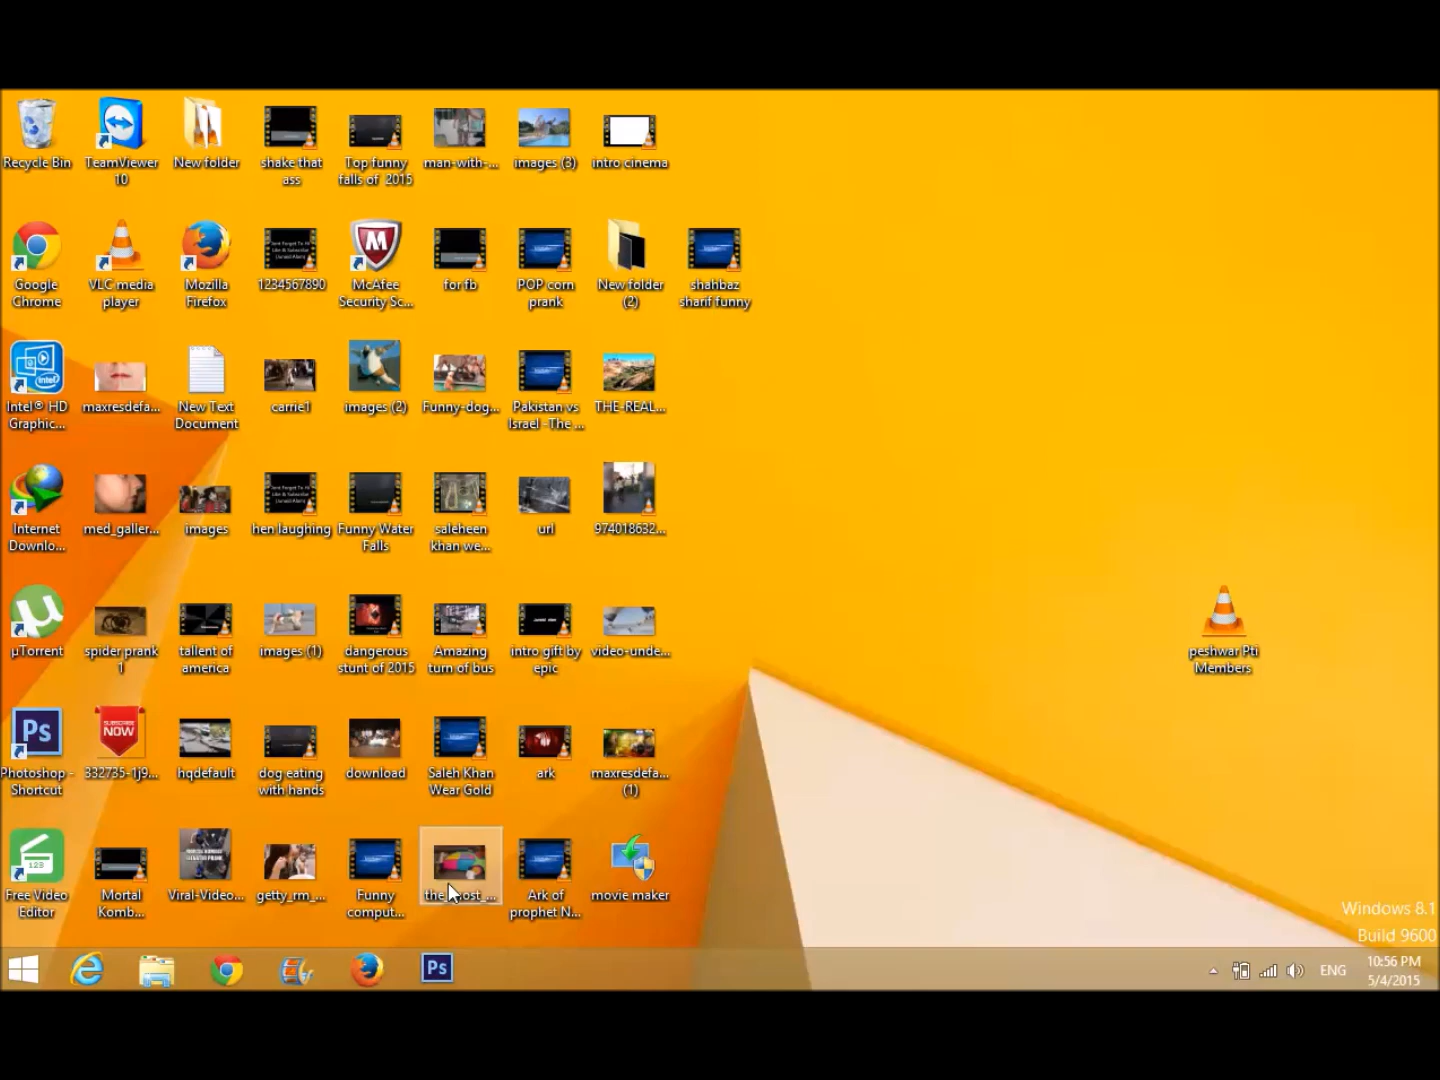 Recycle Bin
TeamViewer
10
New folder
shake that
ass
Top funny
falls of 2015
man-with-...
images (3)
intro cinema
Google
Chrome
VLC media
player
Mozilla
Firefox
1234567890
McAfee
Security Sc...
for fb
POP corn
prank
New folder
(2)
shahbaz
sharif funny
Intel® HD
Graphic...
maxresdefa...
New Text
Document
carrie1
images (2)
Funny-dog...
Pakistan vs
Israel -The ...
THE-REAL...
Internet
Downlo...
med_galler...
images
hen laughing
Funny Water
Falls
saleheen
khan we...
url
974018632...
µTorrent
spider prank
1
tallent of
america
images (1)
dangerous
stunt of 2015
Amazing
turn of bus
intro gift by
epic
video-unde...
peshwar Pti
Members
Ps
Photoshop -
Shortcut
SUBSCRIBE
NOW
332735-1j9...
hqdefault
dog eating
with hands
download
Saleh Khan
Wear Gold
ark
maxresdefa...
(1)
123
Free Video
Editor
Mortal
Komb...
Viral-Video...
getty_rm_...
Funny
comput...
Ark of
prophet N...
movie maker
Windows 8.1
Build 9600
Ps
ENG
10:56 PM
5/4/2015